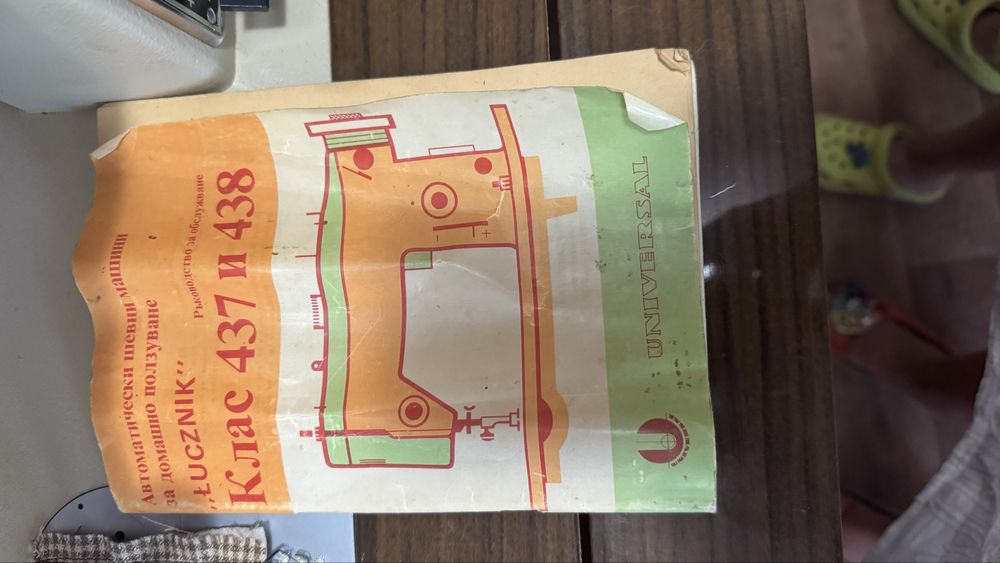 Автоматически шевни машини
за домашно ползуване
„ŁUCZNIK” Ръководство за обслужване
Клас 437 и 438
UNIVERSAL